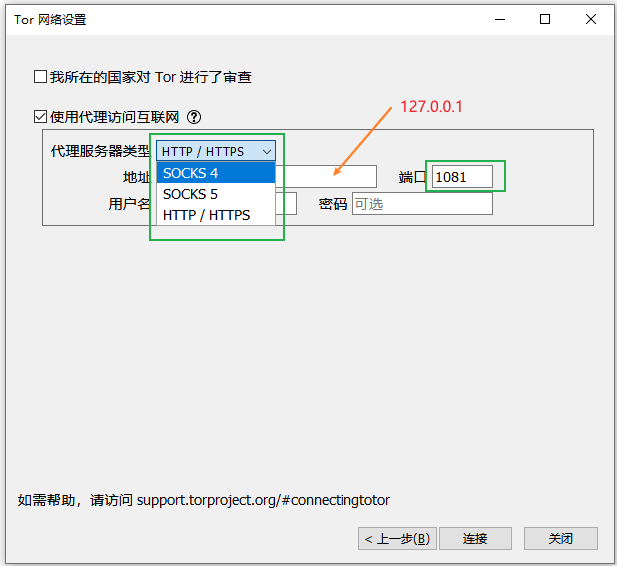 Tor 网络设置
我所在的国家对 Tor 进行了审查
使用代理访问互联网 ?
127.0.0.1
代理服务器类型 HTTP / HTTPS
SOCKS 4
SOCKS 5
HTTP / HTTPS
地址 端口 1081
用户名 密码 可选
如需帮助，请访问 support.torproject.org/#connectingtotor
< 上一步(B) 连接 关闭